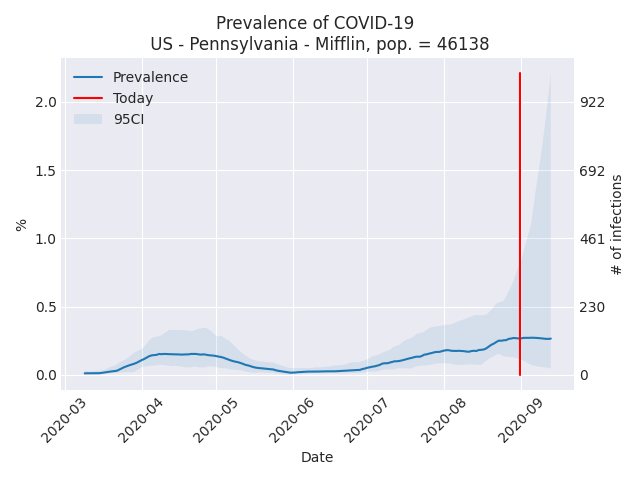 Prevalence of COVID-19
US - Pennsylvania - Mifflin, pop. = 46138
Prevalence
Today
95CI
2.0
1.5
1.0
0.5
0.0
%
922
692
461
230
0
# of infections
2020-03
2020-04
2020-05
2020-06
2020-07
2020-08
2020-09
Date